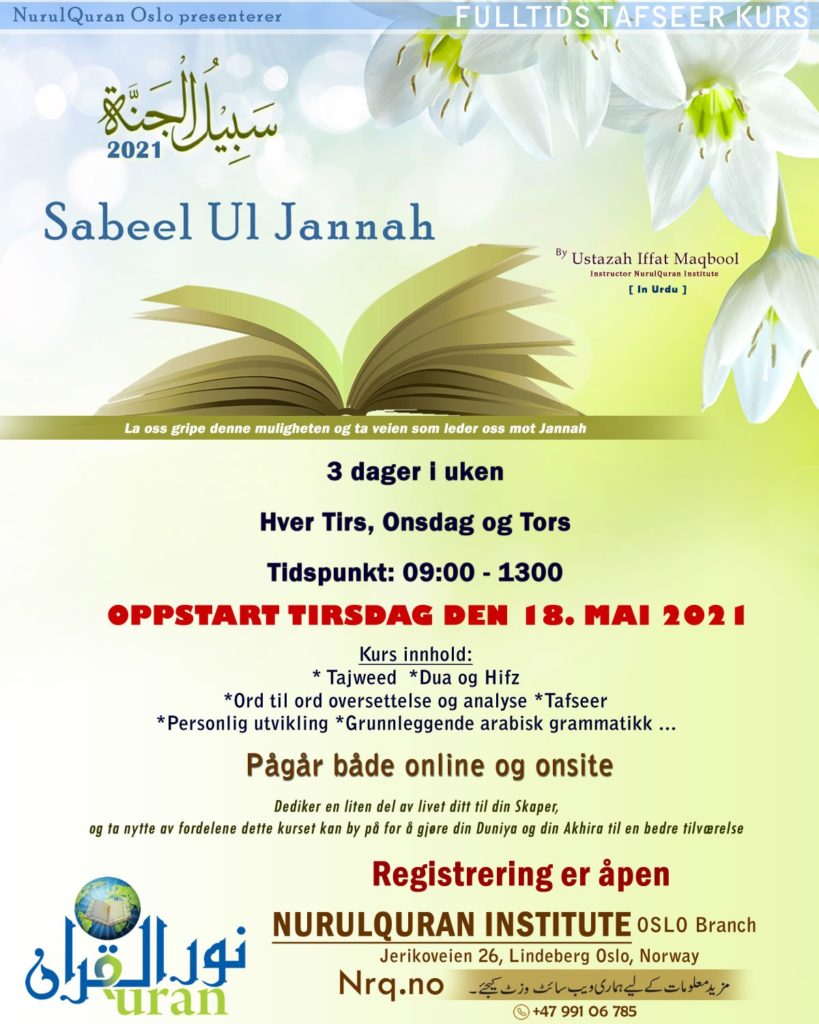 NurulQuran Oslo presenterer
FULLTIDS TAFSEER KURS
سَبِيْلُ الْجَنَّة
2021
Sabeel Ul Jannah
By Ustazah Iffat Maqbool
Instructor NurulQuran Institute
[ In Urdu ]
La oss gripe denne muligheten og ta veien som leder oss mot Jannah
3 dager i uken
Hver Tirs, Onsdag og Tors
Tidspunkt: 09:00 - 1300
OPPSTART TIRSDAG DEN 18. MAI 2021
Kurs innhold:
* Tajweed *Dua og Hifz
*Ord til ord oversettelse og analyse *Tafseer
*Personlig utvikling *Grunnleggende arabisk grammatikk ...
Pågår både online og onsite
Dediker en liten del av livet ditt til din Skaper,
og ta nytte av fordelene dette kurset kan by på for å gjøre din Duniya og din Akhira til en bedre tilværelse
Registrering er åpen
NURULQURAN INSTITUTE OSLO Branch
Jerikoveien 26, Lindeberg Oslo, Norway
Nrq.no مزید معلومات کے لیے ہماری ویب سائٹ وزٹ کیجئے۔
+47 991 06 785
نور القرآن
Quran